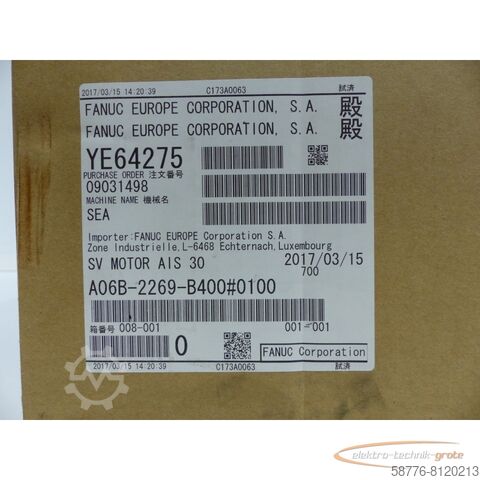 2017/03/15 14:20:39 C173A0063 試済
FANUC EUROPE CORPORATION, S.A. 殿
FANUC EUROPE CORPORATION, S.A. 殿
YE64275
PURCHASE ORDER 注文番号
09031498
MACHINE NAME 機械名
SEA
Importer:FANUC EUROPE Corporation S.A.
Zone Industrielle,L-6468 Echternach,Luxembourg
SV MOTOR AIS 30 2017/03/15
700
A06B-2269-B400#0100
箱番号 008-001 001-001
0 FANUC Corporation
2017/03/15 14:20:39 C173A0063 試済
elektro-technik-grote
58776-8120213